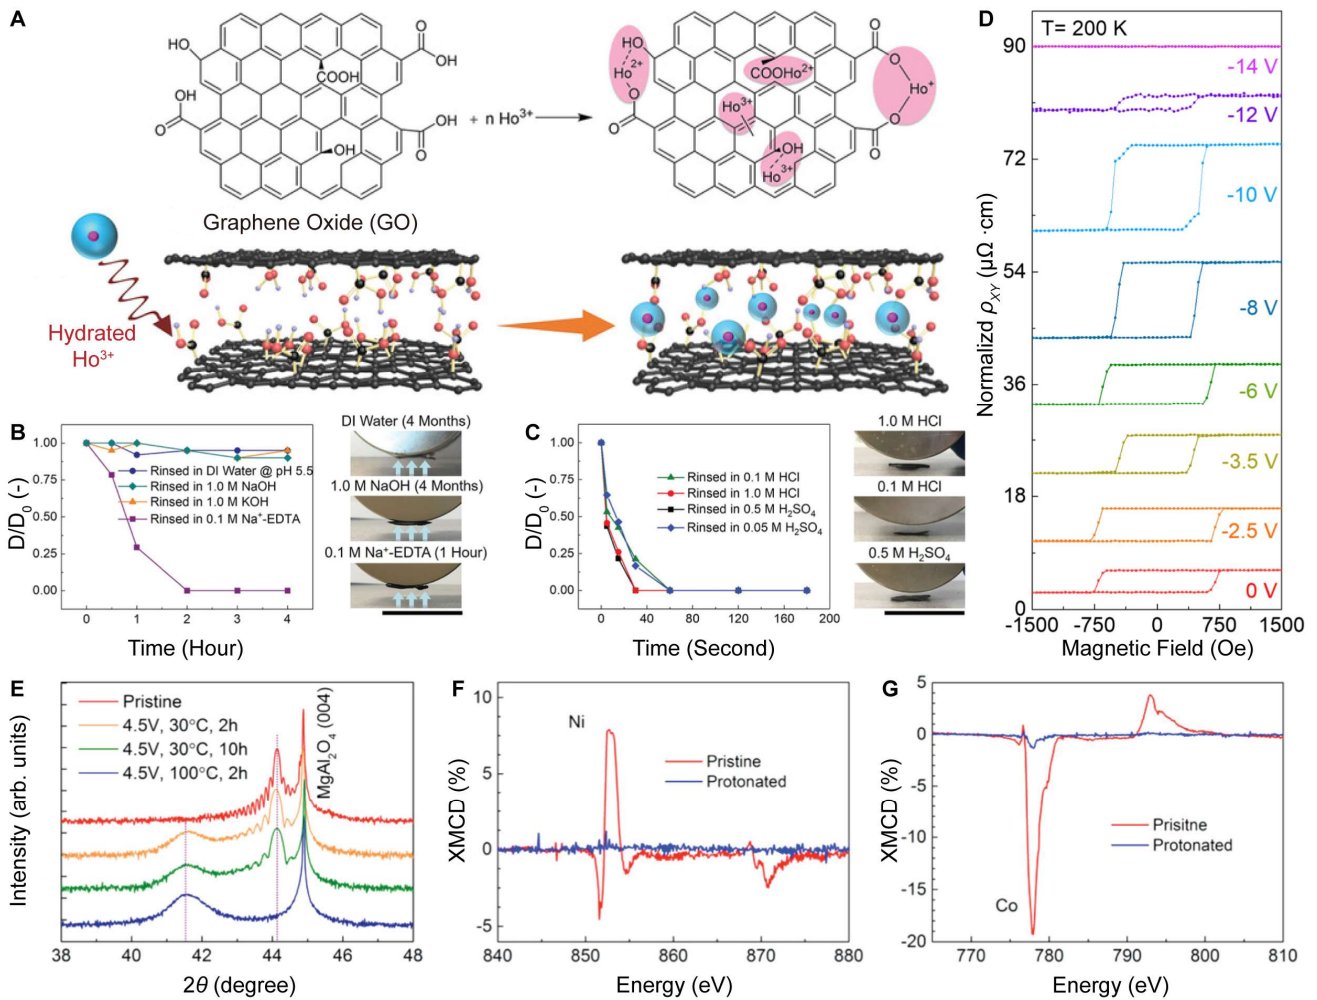 A
HO
O
OH
COOH
OH
O
O
OH
O
OH
+ n Ho³⁺
HO
Ho²⁺
O
O
COOHo²⁺
Ho³⁺
OH
Ho³⁺
O
O
Ho⁺
O
O
Graphene Oxide (GO)
Hydrated
Ho³⁺
B
D/D₀ (-)
1.00
0.75
0.50
0.25
0.00
Rinsed in DI Water @ pH 5.5
Rinsed in 1.0 M NaOH
Rinsed in 1.0 M KOH
Rinsed in 0.1 M Na⁺-EDTA
0 1 2 3 4
Time (Hour)
DI Water (4 Months)
1.0 M NaOH (4 Months)
0.1 M Na⁺-EDTA (1 Hour)
C
D/D₀ (-)
1.00
0.75
0.50
0.25
0.00
Rinsed in 0.1 M HCl
Rinsed in 1.0 M HCl
Rinsed in 0.5 M H₂SO₄
Rinsed in 0.05 M H₂SO₄
0 40 80 120 160 200
Time (Second)
1.0 M HCl
0.1 M HCl
0.5 M H₂SO₄
D
T= 200 K
Normalizd ρXY (μΩ ·cm)
90
72
54
36
18
0
-14 V
-12 V
-10 V
-8 V
-6 V
-3.5 V
-2.5 V
0 V
-1500 -750 0 750 1500
Magnetic Field (Oe)
E
Intensity (arb. units)
Pristine
4.5V, 30°C, 2h
4.5V, 30°C, 10h
4.5V, 100°C, 2h
MgAl₂O₄ (004)
38 40 42 44 46 48
2θ (degree)
F
XMCD (%)
10
5
0
-5
Ni
Pristine
Protonated
840 850 860 870 880
Energy (eV)
G
XMCD (%)
5
0
-5
-10
-15
-20
Co
Prisitne
Protonated
770 780 790 800 810
Energy (eV)